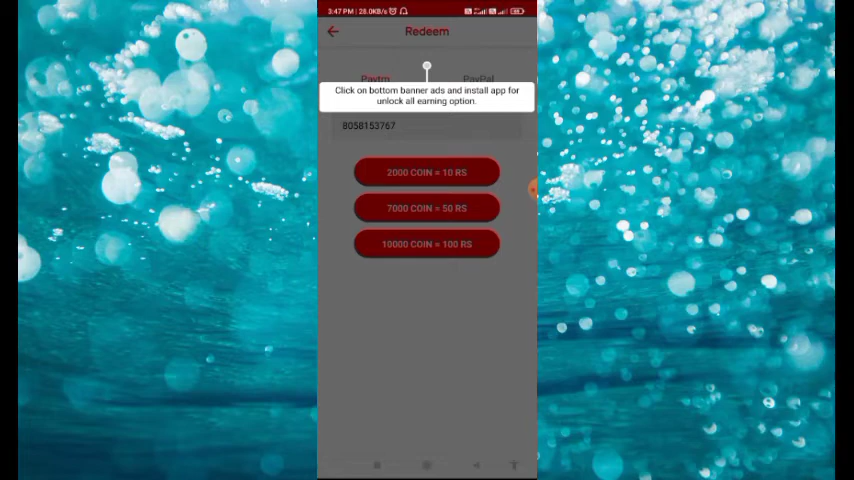 3:47 PM | 28.0KB/s
Redeem
Paytm
PayPal
Click on bottom banner ads and install app for
unlock all earning option.
8058153767
2000 COIN = 10 RS
7000 COIN = 50 RS
10000 COIN = 100 RS